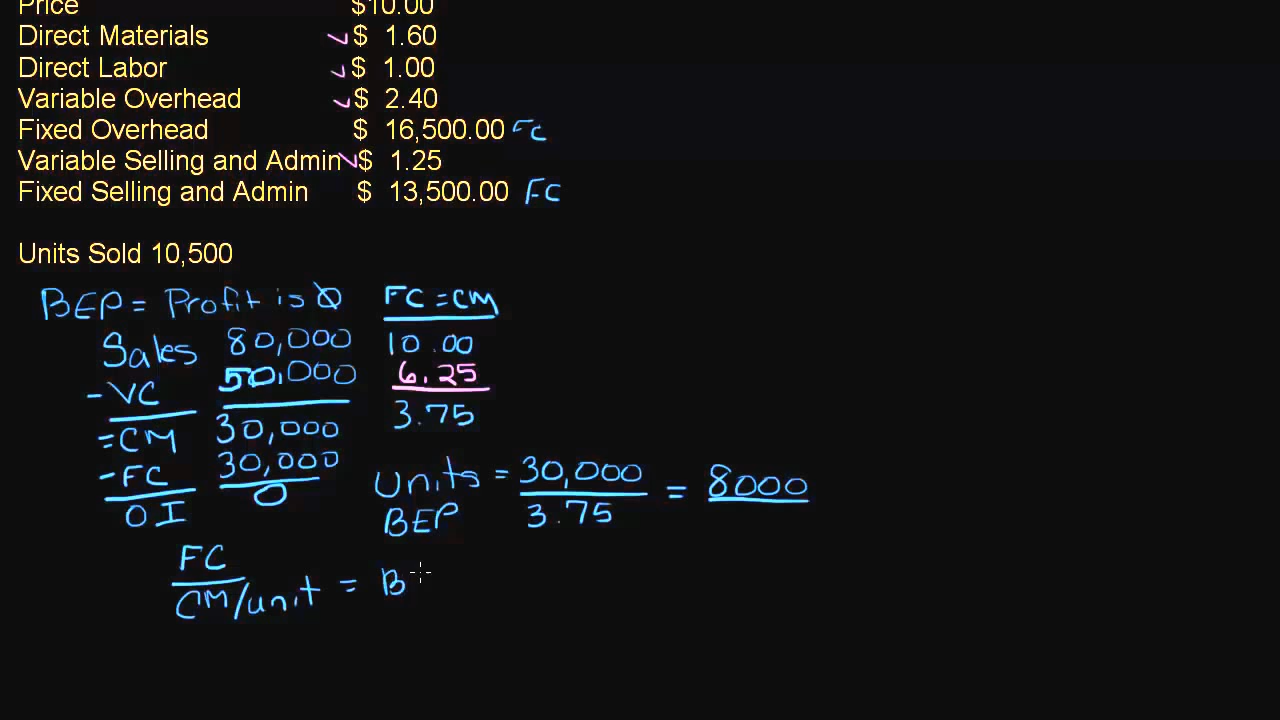 Price $10.00
Direct Materials $ 1.60
Direct Labor $ 1.00
Variable Overhead $ 2.40
Fixed Overhead $ 16,500.00 FC
Variable Selling and Admin $ 1.25
Fixed Selling and Admin $ 13,500.00 FC
Units Sold 10,500
BEP = Profit is 0 FC = CM
Sales 80,000 10.00
- VC 50,000 6.25
= CM 30,000 3.75
- FC 30,000
OI 0
Units BEP = 30,000 / 3.75 = 8000
FC / CM/unit = B